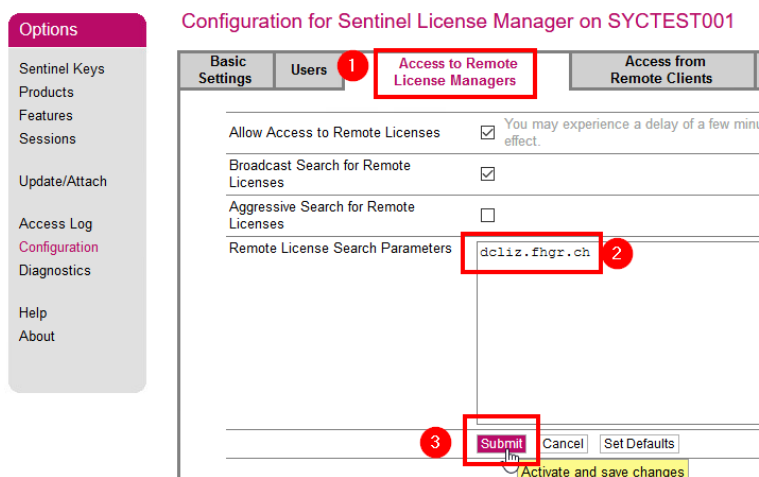 Options
Sentinel Keys
Products
Features
Sessions
Update/Attach
Access Log
Configuration
Diagnostics
Help
About
Configuration for Sentinel License Manager on SYCTEST001
Basic
Settings
Users
1
Access to Remote
License Managers
Access from
Remote Clients
Allow Access to Remote Licenses
You may experience a delay of a few
effect.
Broadcast Search for Remote
Licenses
Aggressive Search for Remote
Licenses
Remote License Search Parameters
dcliz.fhgr.ch
2
3
Submit
Cancel
Set Defaults
Activate and save changes